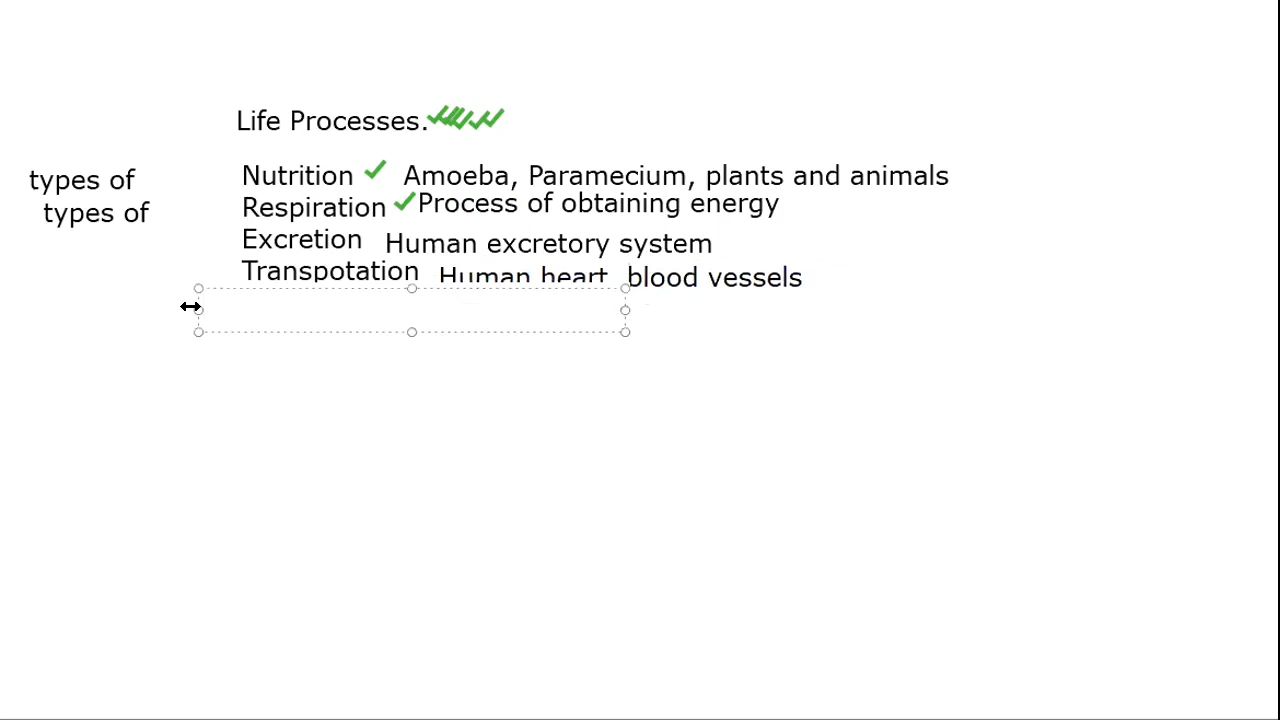 Life Processes.
types of Nutrition Amoeba, Paramecium, plants and animals
types of Respiration Process of obtaining energy
Excretion Human excretory system
Transpotation Human heart blood vessels